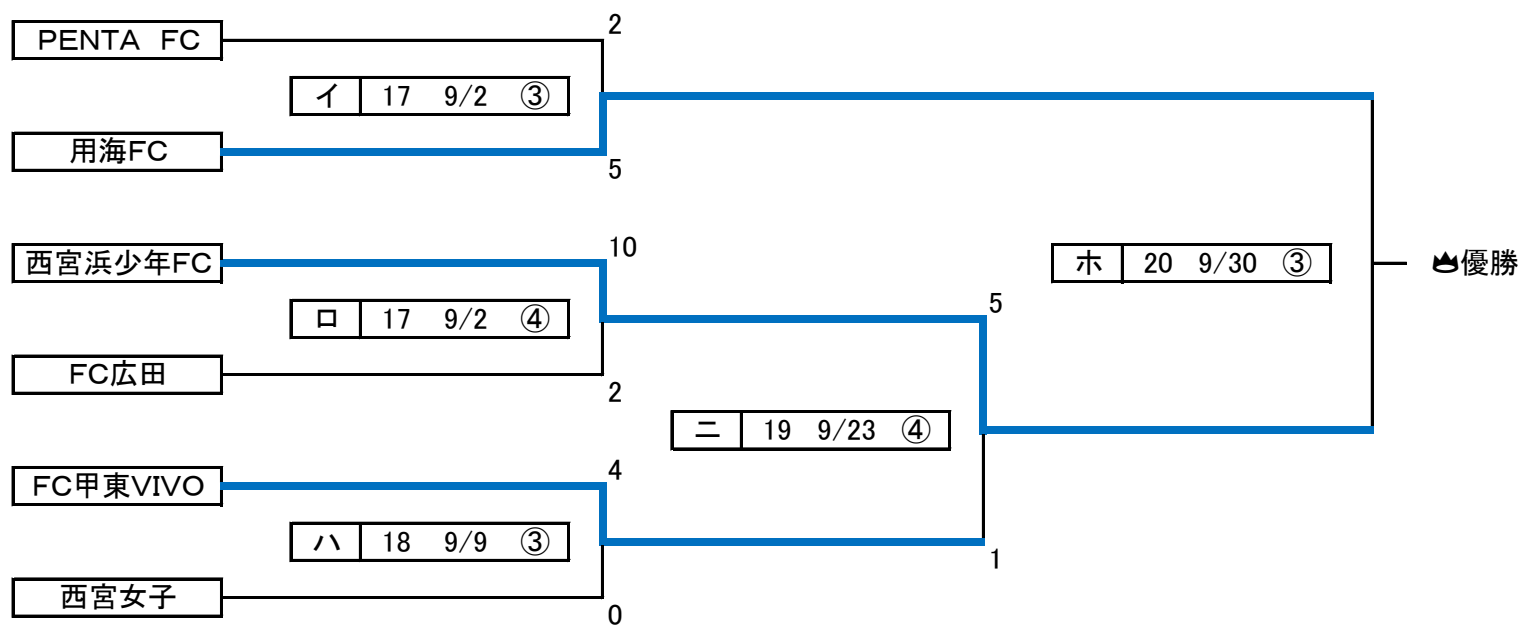 2
PENTA FC
イ 17 9/2 ③
用海FC
5
西宮浜少年FC
10
ホ 20 9/30 ③
優勝
ロ 17 9/2 ④
5
FC広田
2
ニ 19 9/23 ④
FC甲東VIVO
4
ハ 18 9/9 ③
1
西宮女子
0